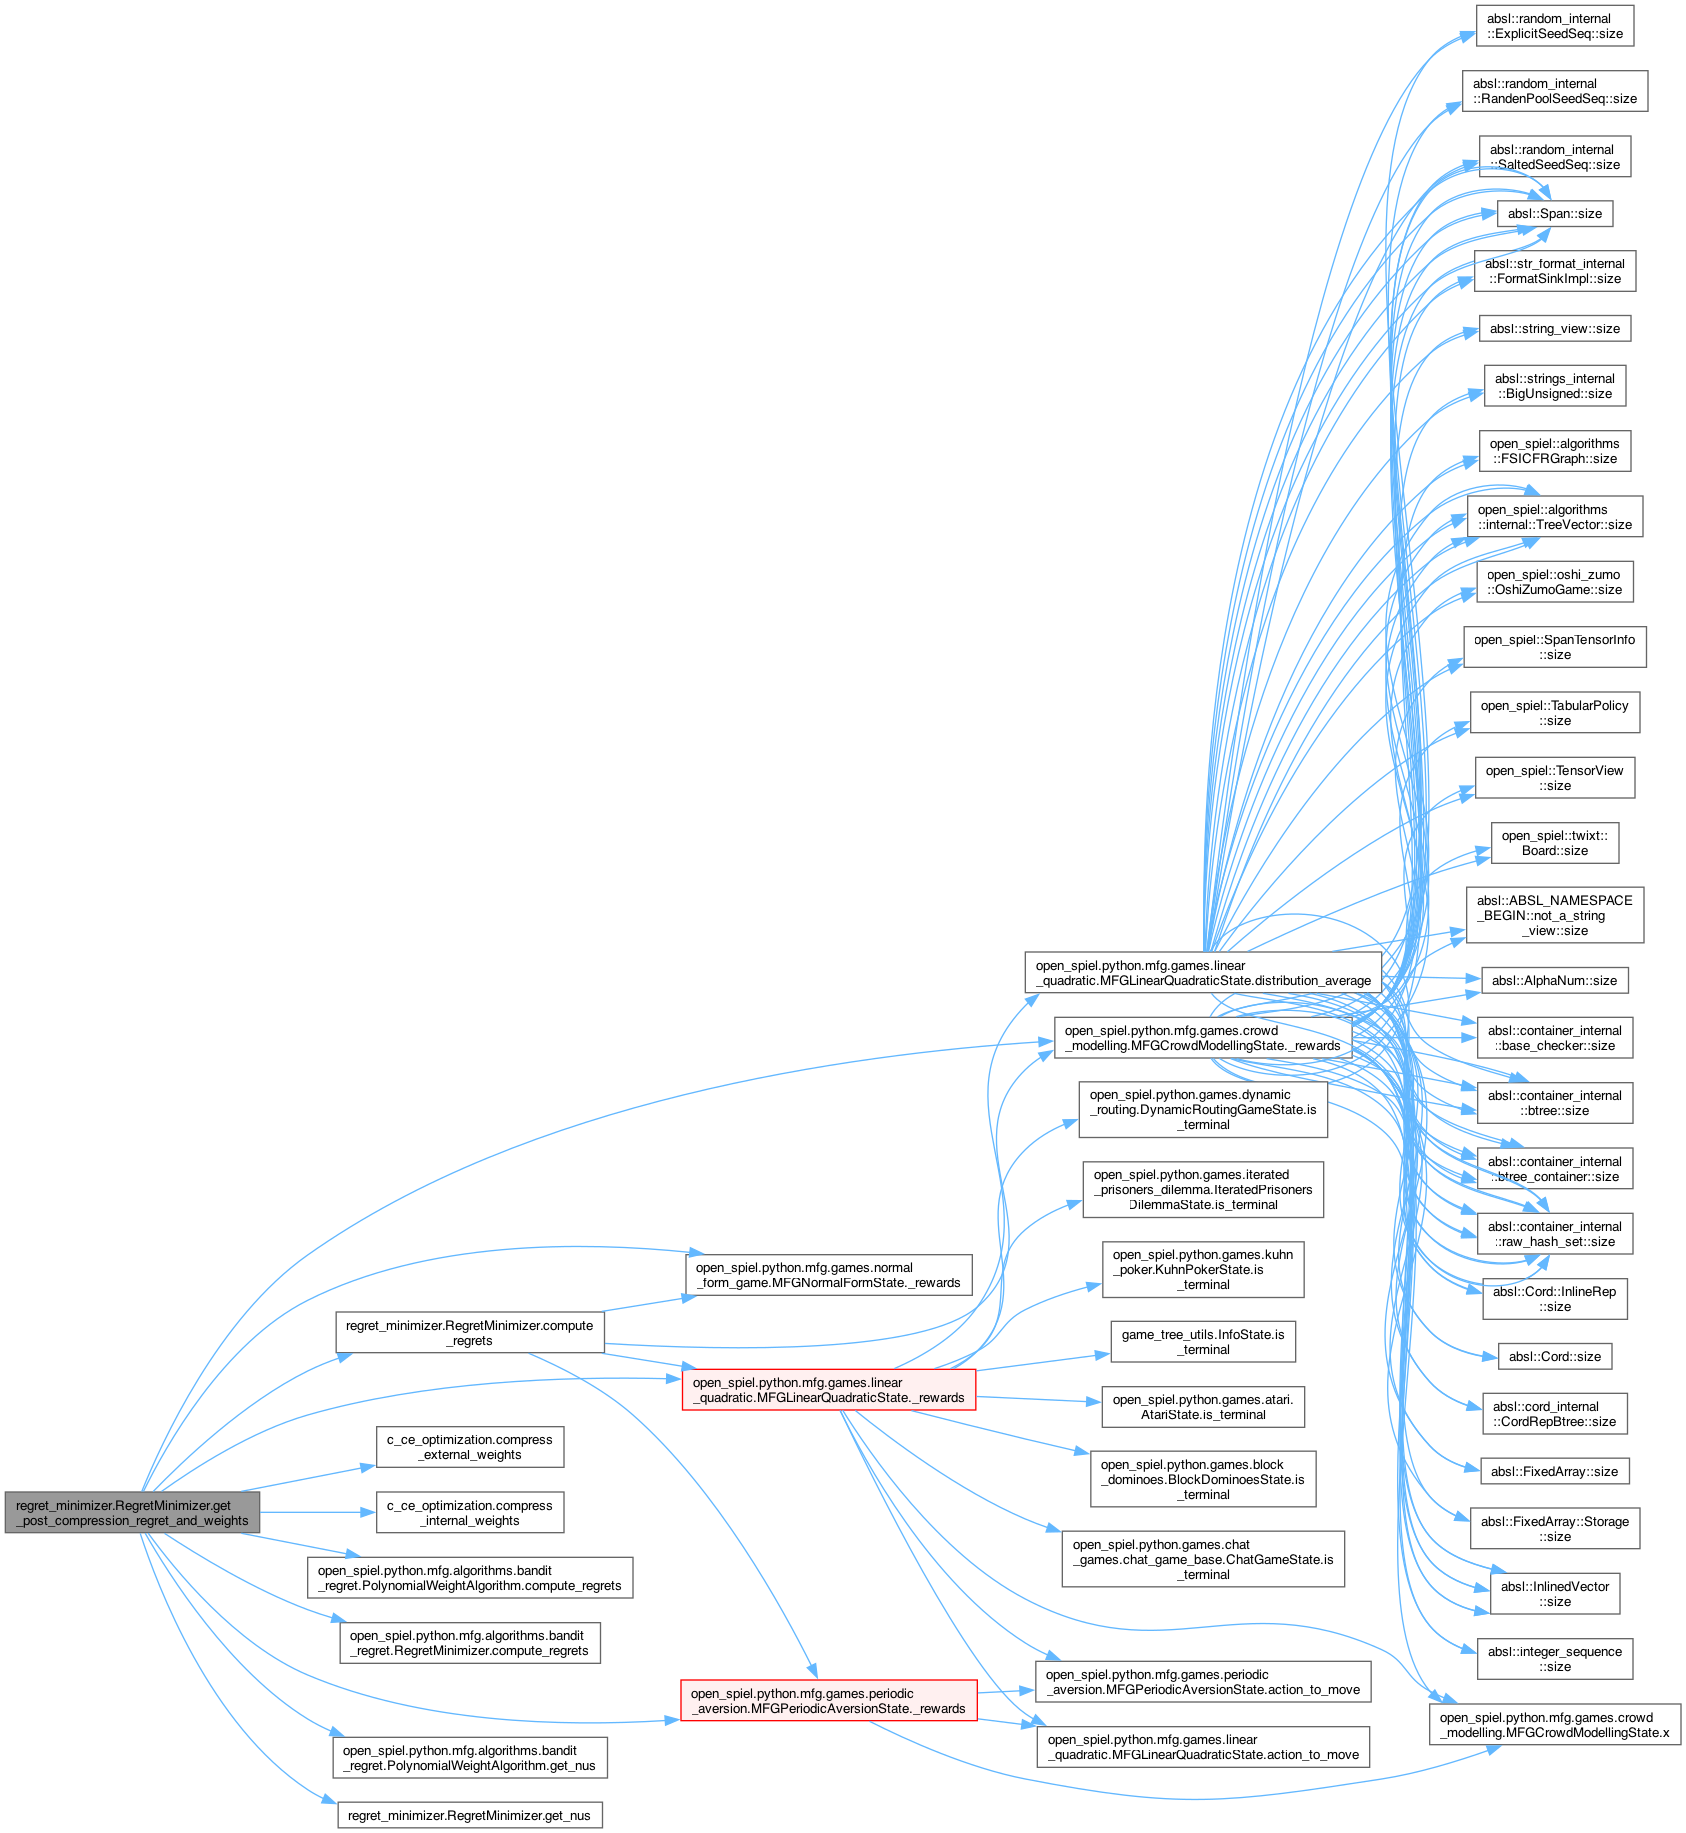 absl::random_internal
::ExplicitSeedSeq::size
absl::random_internal
::RandenPoolSeedSeq::size
absl::random_internal
::SaltedSeedSeq::size
absl::Span::size
absl::str_format_internal
::FormatSinkImpl::size
absl::string_view::size
absl::strings_internal
::BigUnsigned::size
open_spiel::algorithms
::FSICFRGraph::size
open_spiel::algorithms
::internal::TreeVector::size
open_spiel::oshi_zumo
::OshiZumoGame::size
open_spiel::SpanTensorInfo
::size
open_spiel::TabularPolicy
::size
open_spiel::TensorView
::size
open_spiel::twixt::
Board::size
absl::ABSL_NAMESPACE
_BEGIN::not_a_string
_view::size
absl::AlphaNum::size
absl::container_internal
::base_checker::size
absl::container_internal
::btree::size
absl::container_internal
::btree_container::size
absl::container_internal
::raw_hash_set::size
absl::Cord::InlineRep
::size
absl::Cord::size
absl::cord_internal
::CordRepBtree::size
absl::FixedArray::size
absl::FixedArray::Storage
::size
absl::InlinedVector
::size
absl::integer_sequence
::size
open_spiel.python.mfg.games.crowd
_modelling.MFGCrowdModellingState.x
open_spiel.python.mfg.games.linear
_quadratic.MFGLinearQuadraticState.distribution_average
open_spiel.python.mfg.games.crowd
_modelling.MFGCrowdModellingState._rewards
open_spiel.python.games.dynamic
_routing.DynamicRoutingGameState.is
_terminal
open_spiel.python.games.iterated
_prisoners_dilemma.IteratedPrisoners
DilemmaState.is_terminal
open_spiel.python.games.kuhn
_poker.KuhnPokerState.is
_terminal
game_tree_utils.InfoState.is
_terminal
open_spiel.python.games.atari.
AtariState.is_terminal
open_spiel.python.games.block
_dominoes.BlockDominoesState.is
_terminal
open_spiel.python.games.chat
_games.chat_game_base.ChatGameState.is
_terminal
open_spiel.python.mfg.games.periodic
_aversion.MFGPeriodicAversionState.action_to_move
open_spiel.python.mfg.games.linear
_quadratic.MFGLinearQuadraticState.action_to_move
open_spiel.python.mfg.games.normal
_form_game.MFGNormalFormState._rewards
open_spiel.python.mfg.games.linear
_quadratic.MFGLinearQuadraticState._rewards
open_spiel.python.mfg.games.periodic
_aversion.MFGPeriodicAversionState._rewards
regret_minimizer.RegretMinimizer.compute
_regrets
c_ce_optimization.compress
_external_weights
c_ce_optimization.compress
_internal_weights
open_spiel.python.mfg.algorithms.bandit
_regret.PolynomialWeightAlgorithm.compute_regrets
open_spiel.python.mfg.algorithms.bandit
_regret.RegretMinimizer.compute_regrets
open_spiel.python.mfg.algorithms.bandit
_regret.PolynomialWeightAlgorithm.get_nus
regret_minimizer.RegretMinimizer.get_nus
regret_minimizer.RegretMinimizer.get
_post_compression_regret_and_weights